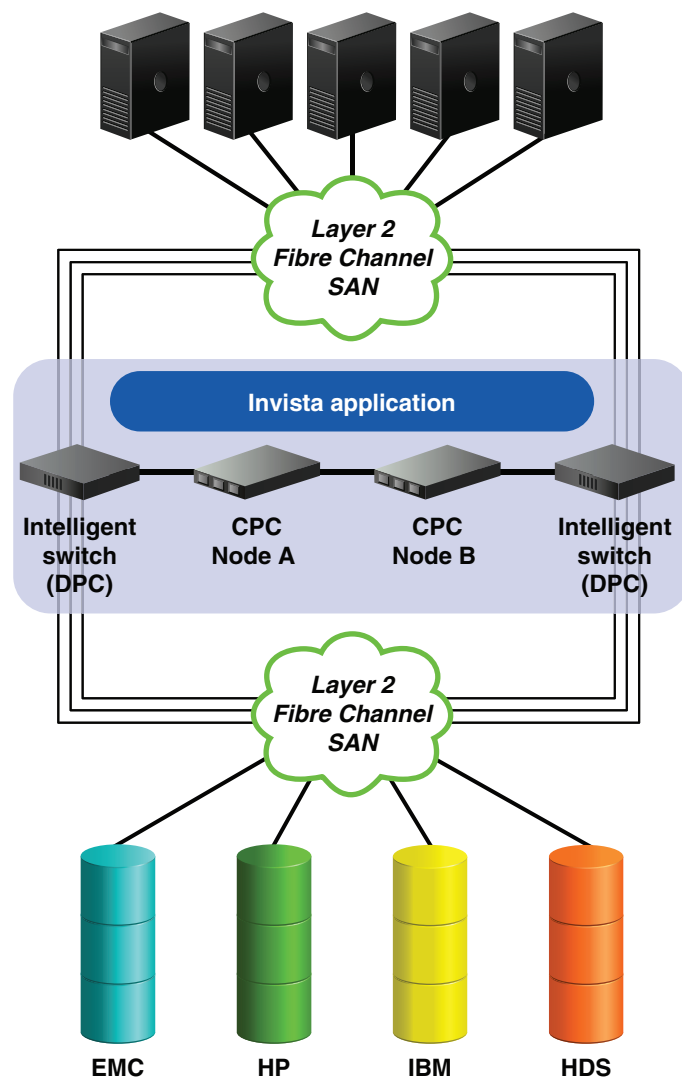 Layer 2
Fibre Channel
SAN
Invista application
Intelligent
switch
(DPC)
CPC
Node A
CPC
Node B
Intelligent
switch
(DPC)
Layer 2
Fibre Channel
SAN
EMC
HP
IBM
HDS